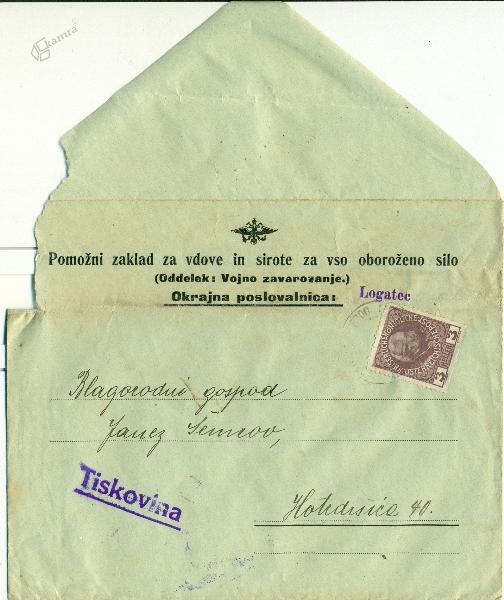 kamra
Pomožni zaklad za vdove in sirote za vso oboroženo silo
(Oddelek: Vojno zavarovanje.)
Okrajna poslovalnica: Logatec
Blagorodni gospod
Janez
Tiskovina
Hotedršica 40.